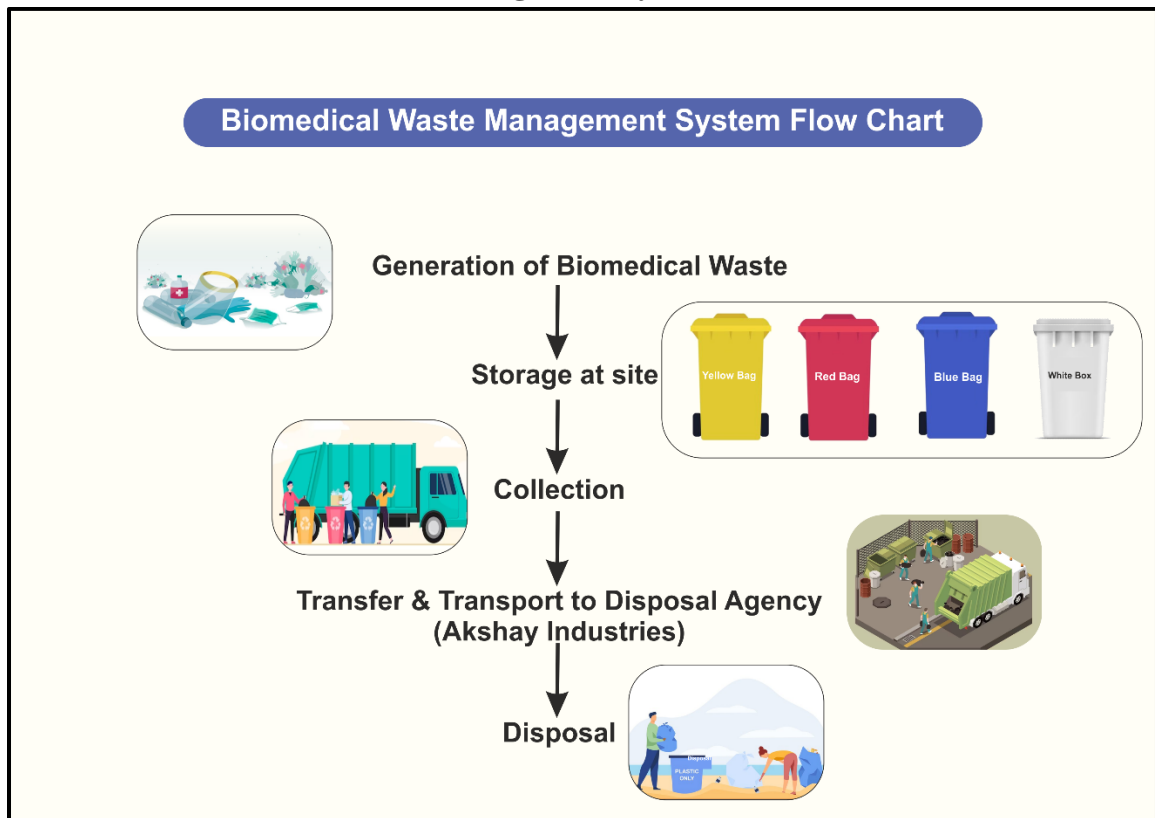 Biomedical Waste Management System Flow Chart
Generation of Biomedical Waste
Storage at site
Yellow Bag
Red Bag
Blue Bag
White Box
Collection
Transfer & Transport to Disposal Agency
(Akshay Industries)
Disposal
Disposal
PLASTIC
ONLY